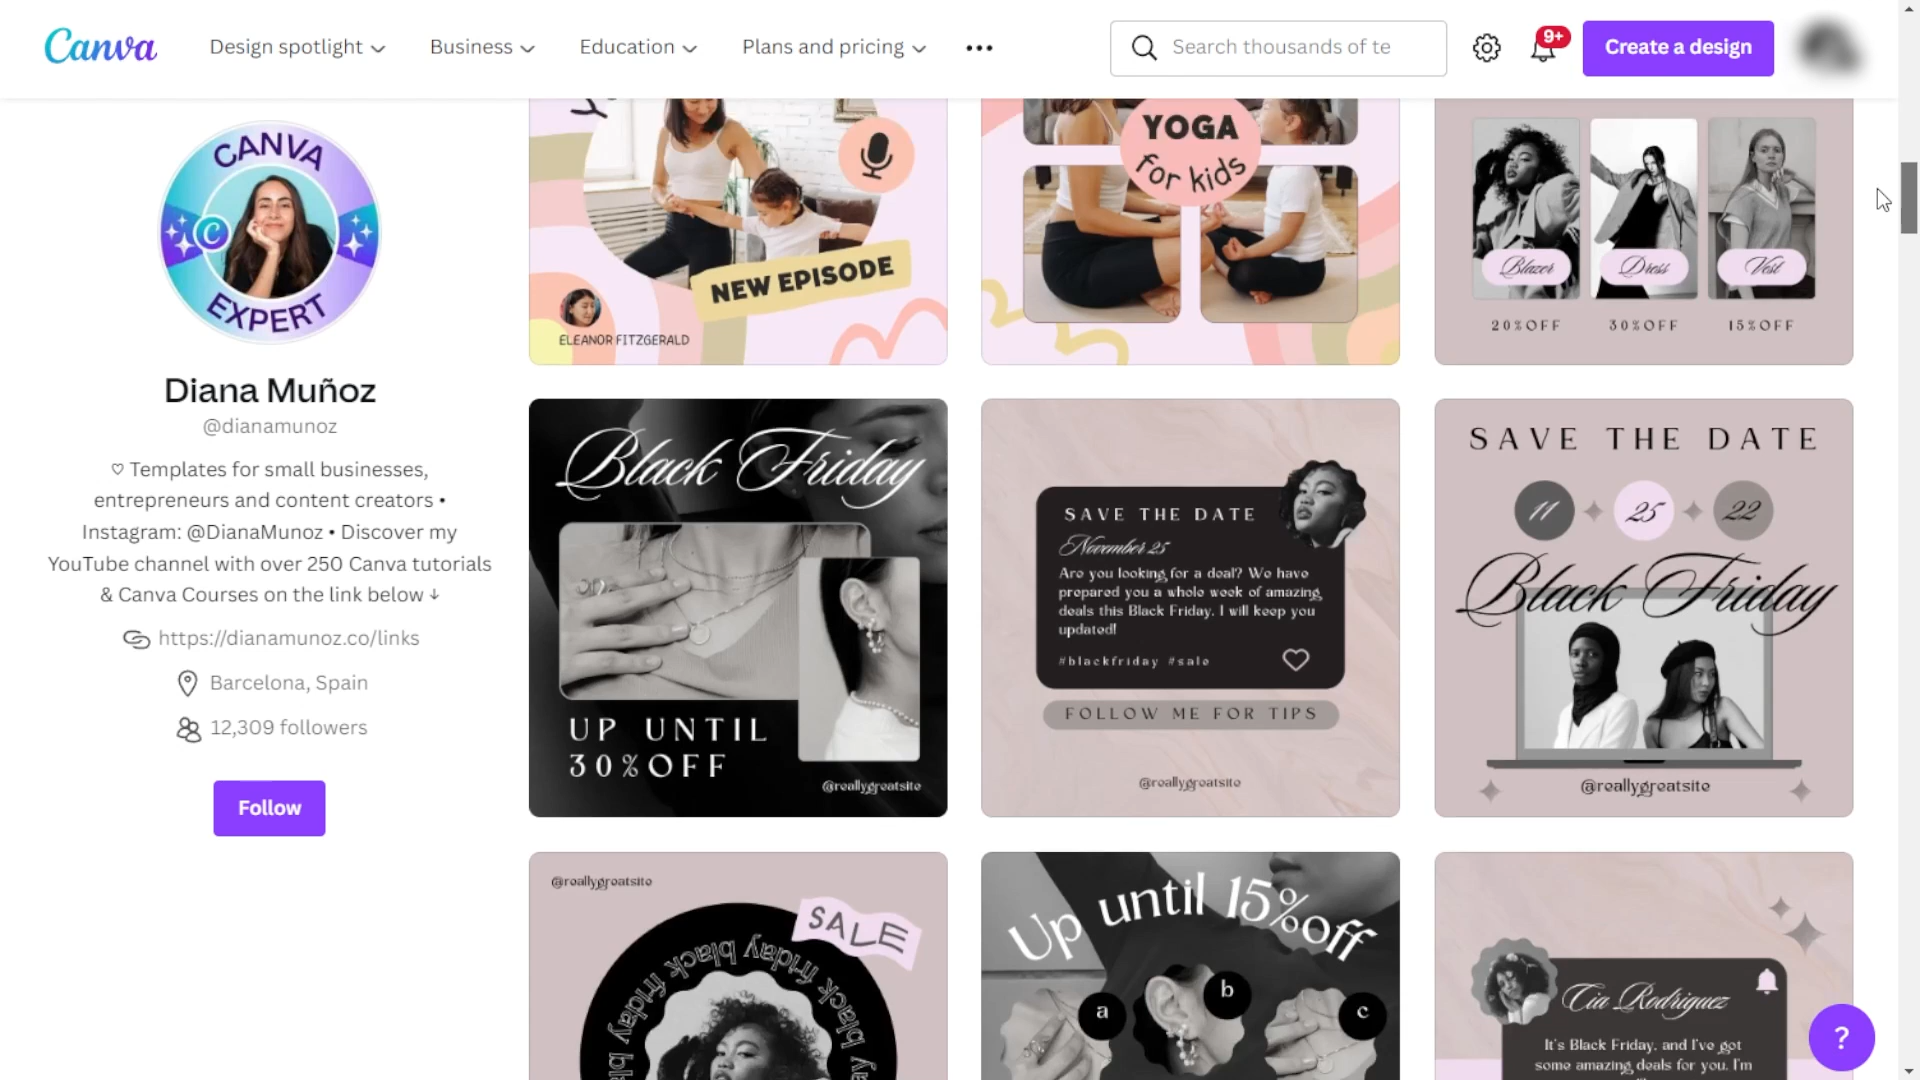 Canva
Design spotlight
Business
Education
Plans and pricing
Search thousands of te
9+
Create a design
CANVA
EXPERT
Diana Muñoz
@dianamunoz
♡ Templates for small businesses,
entrepreneurs and content creators •
Instagram: @DianaMunoz • Discover my
YouTube channel with over 250 Canva tutorials
& Canva Courses on the link below ↓
https://dianamunoz.co/links
Barcelona, Spain
12,309 followers
Follow
NEW EPISODE
ELEANOR FITZGERALD
YOGA
for kids
Blazer
Dress
Vest
20%OFF
30%OFF
15%OFF
Black Friday
UP UNTIL
30%OFF
@reallygreatsite
SAVE THE DATE
November 25
Are you looking for a deal? We have
prepared you a whole week of amazing
deals this Black Friday. I will keep you
updated!
#blackfriday #sale
FOLLOW ME FOR TIPS
@reallygreatsite
SAVE THE DATE
11
25
22
Black Friday
@reallygreatsite
@reallygreatsite
SALE
black friday black friday
Up until 15%off
a
b
c
Tia Rodriguez
It's Black Friday, and I've got
some amazing deals for you. I'm
?